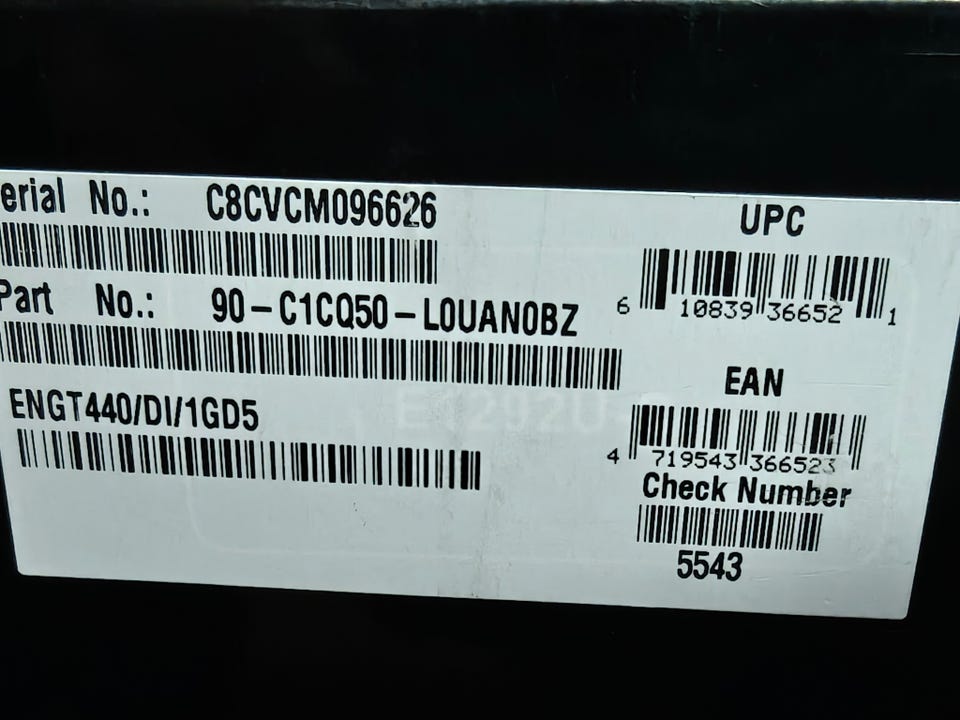 erial No.: C8CVCM096626
Part No.: 90-C1CQ50-L0UAN0BZ
ENGT440/DI/1GD5
UPC
6 10839 36652 1
EAN
4 719543 366523
Check Number
5543